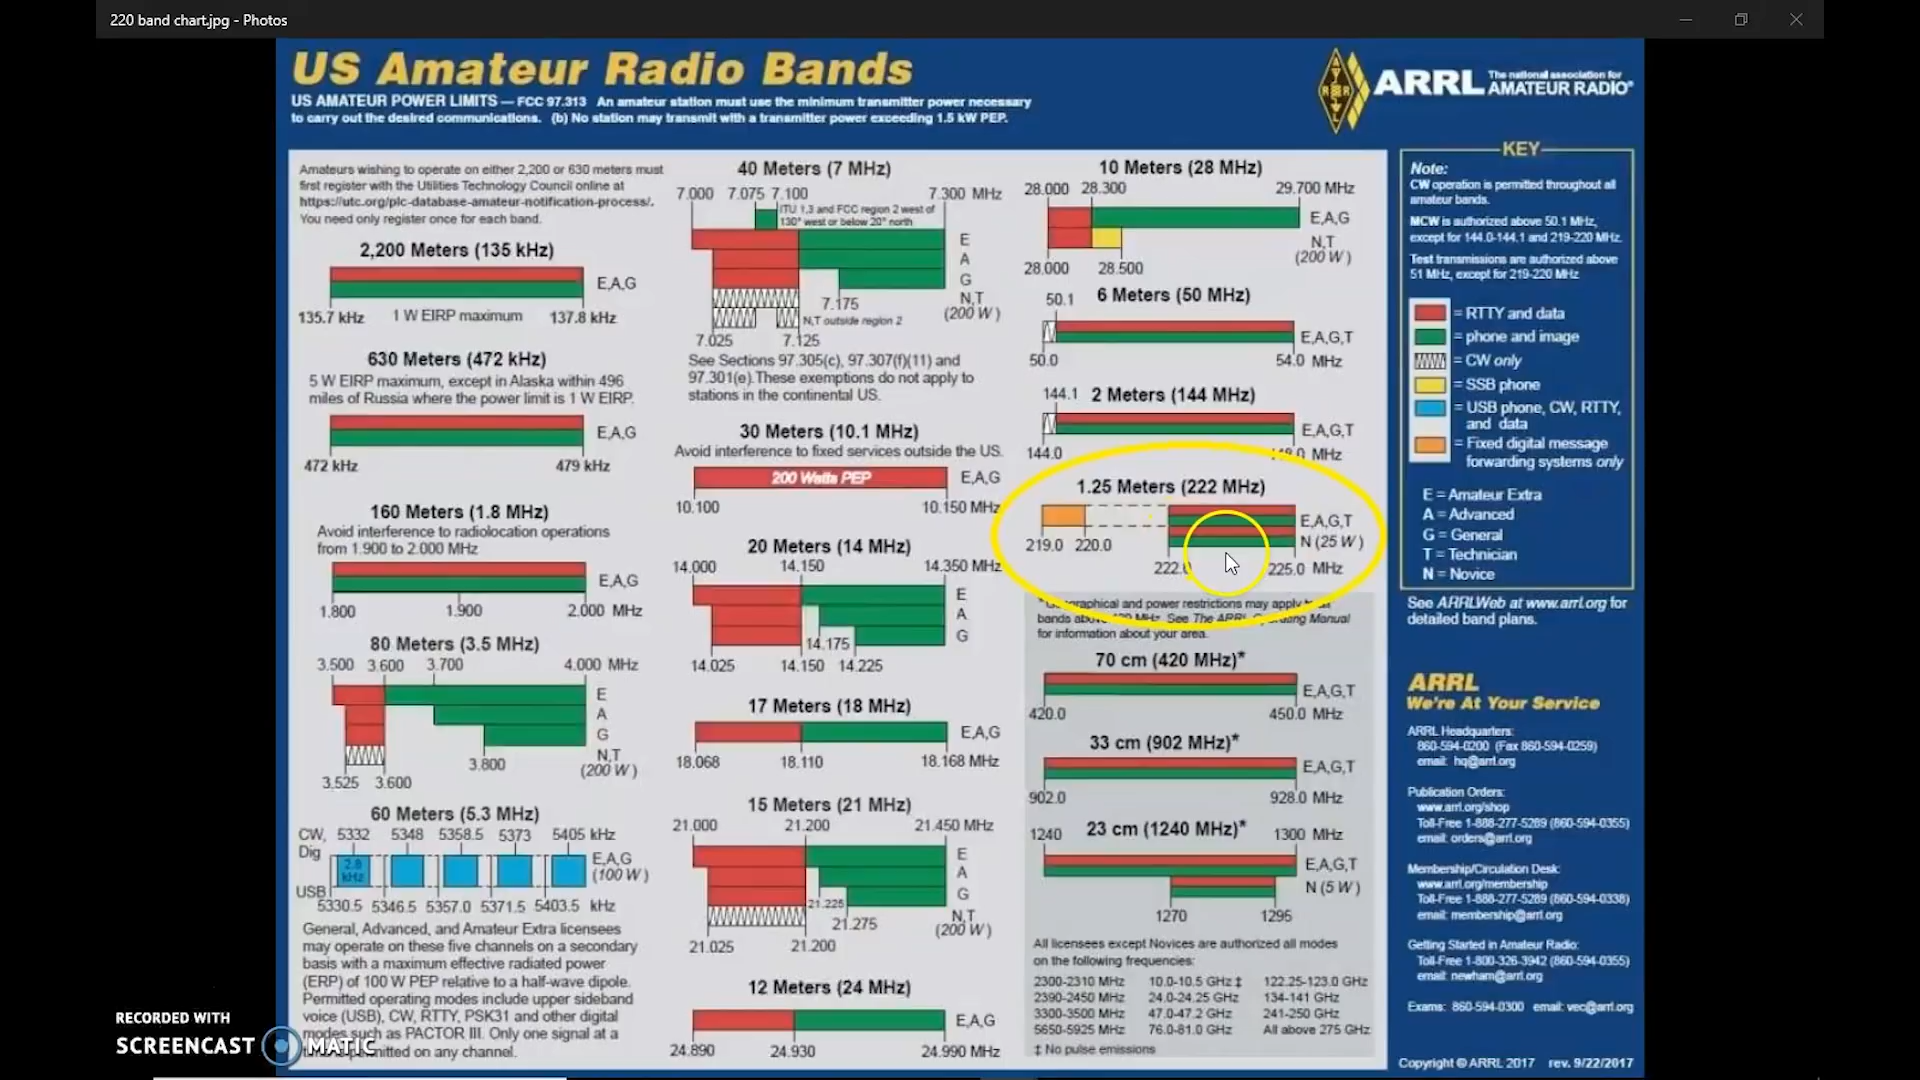 220 band chart.jpg - Photos
US Amateur Radio Bands
US AMATEUR POWER LIMITS — FCC 97.313 An amateur station must use the minimum transmitter power necessary
to carry out the desired communications. (b) No station may transmit with a transmitter power exceeding 1.5 kW PEP.
ARRL The national association for
AMATEUR RADIO®
Amateurs wishing to operate on either 2,200 or 630 meters must
first register with the Utilities Technology Council online at
https://utc.org/plc-database-amateur-notification-process/.
You need only register once for each band.
2,200 Meters (135 kHz)
E,A,G
135.7 kHz 1 W EIRP maximum 137.8 kHz
630 Meters (472 kHz)
5 W EIRP maximum, except in Alaska within 496
miles of Russia where the power limit is 1 W EIRP.
E,A,G
472 kHz 479 kHz
160 Meters (1.8 MHz)
Avoid interference to radiolocation operations
from 1.900 to 2.000 MHz
E,A,G
1.800 1.900 2.000 MHz
80 Meters (3.5 MHz)
3.500 3.600 3.700 4.000 MHz
E
A
G
N,T
(200 W)
3.800
3.525 3.600
60 Meters (5.3 MHz)
CW, 5332 5348 5358.5 5373 5405 kHz
Dig
2.8
kHz
E,A,G
(100 W)
USB
5330.5 5346.5 5357.0 5371.5 5403.5 kHz
General, Advanced, and Amateur Extra licensees
may operate on these five channels on a secondary
basis with a maximum effective radiated power
(ERP) of 100 W PEP relative to a half-wave dipole.
Permitted operating modes include upper sideband
voice (USB), CW, RTTY, PSK31 and other digital
modes such as PACTOR III. Only one signal at a
permitted on any channel.
40 Meters (7 MHz)
7.000 7.075 7.100 7.300 MHz
ITU 1,3 and FCC region 2 west of
130° west or below 20° north
E
A
G
N,T
(200 W)
7.175
N,T outside region 2
7.025 7.125
See Sections 97.305(c), 97.307(f)(11) and
97.301(e). These exemptions do not apply to
stations in the continental US.
30 Meters (10.1 MHz)
Avoid interference to fixed services outside the US.
200 Watts PEP
E,A,G
10.100 10.150 MHz
20 Meters (14 MHz)
14.000 14.150 14.350 MHz
E
A
G
14.175
14.025 14.150 14.225
17 Meters (18 MHz)
E,A,G
18.068 18.110 18.168 MHz
15 Meters (21 MHz)
21.000 21.200 21.450 MHz
E
A
G
21.225
N,T
(200 W)
21.275
21.025 21.200
12 Meters (24 MHz)
E,A,G
24.890 24.930 24.990 MHz
10 Meters (28 MHz)
28.000 28.300 29.700 MHz
E,A,G
N,T
(200 W)
28.000 28.500
6 Meters (50 MHz)
50.1
E,A,G,T
50.0 54.0 MHz
2 Meters (144 MHz)
144.1
E,A,G,T
144.0 MHz
1.25 Meters (222 MHz)
E,A,G,T
N (25 W)
219.0 220.0
222.0 225.0 MHz
*Geographical and power restrictions may apply to all
bands above 420 MHz. See The ARRL Operating Manual
for information about your area.
70 cm (420 MHz)*
E,A,G,T
420.0 450.0 MHz
33 cm (902 MHz)*
E,A,G,T
902.0 928.0 MHz
23 cm (1240 MHz)*
1240 1300 MHz
E,A,G,T
N (5 W)
1270 1295
All licensees except Novices are authorized all modes
on the following frequencies:
2300-2310 MHz 10.0-10.5 GHz ‡ 122.25-123.0 GHz
2390-2450 MHz 24.0-24.25 GHz 134-141 GHz
3300-3500 MHz 47.0-47.2 GHz 241-250 GHz
5650-5925 MHz 76.0-81.0 GHz All above 275 GHz
‡ No pulse emissions
KEY
Note:
CW operation is permitted throughout all
amateur bands.
MCW is authorized above 50.1 MHz,
except for 144.0-144.1 and 219-220 MHz.
Test transmissions are authorized above
51 MHz, except for 219-220 MHz
= RTTY and data
= phone and image
= CW only
= SSB phone
= USB phone, CW, RTTY,
and data
= Fixed digital message
forwarding systems only
E = Amateur Extra
A = Advanced
G = General
T = Technician
N = Novice
See ARRLWeb at www.arrl.org for
detailed band plans.
ARRL
We're At Your Service
ARRL Headquarters:
860-594-0200 (Fax 860-594-0259)
email: hq@arrl.org
Publication Orders:
www.arrl.org/shop
Toll-Free 1-888-277-5289 (860-594-0355)
email: orders@arrl.org
Membership/Circulation Desk:
www.arrl.org/membership
Toll-Free 1-888-277-5289 (860-594-0338)
email: membership@arrl.org
Getting Started in Amateur Radio:
Toll-Free 1-800-326-3942 (860-594-0355)
email: newham@arrl.org
Exams: 860-594-0300 email: vec@arrl.org
Copyright © ARRL 2017 rev. 9/22/2017
RECORDED WITH
SCREENCAST MATIC